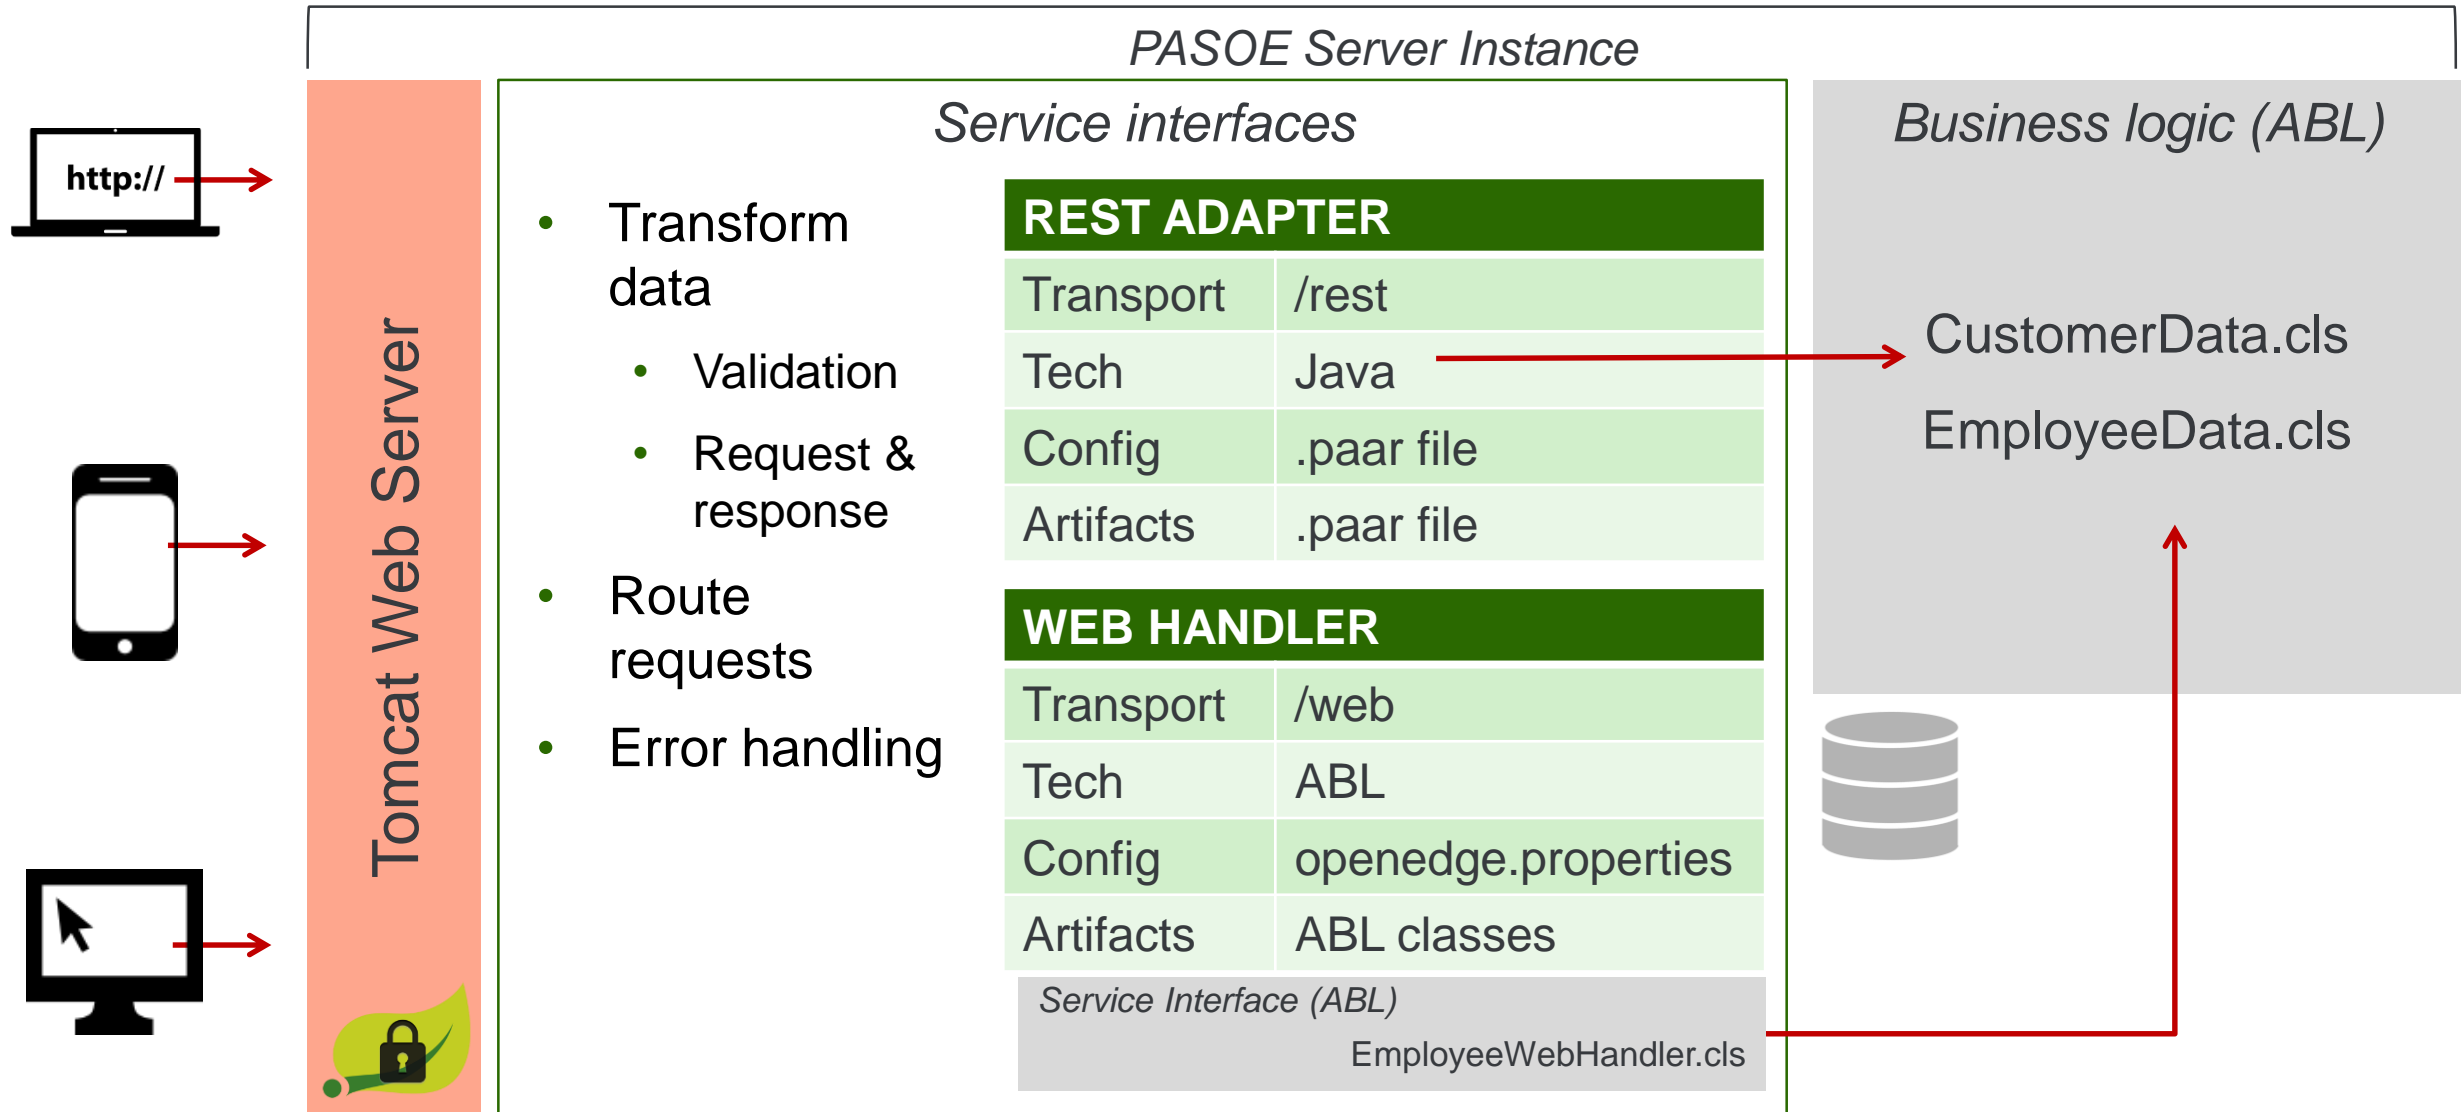 PASOE Server Instance
http://
Tomcat Web Server
Service interfaces
• Transform
data
• Validation
• Request &
response
• Route
requests
• Error handling
REST ADAPTER
Transport /rest
Tech Java
Config .paar file
Artifacts .paar file
WEB HANDLER
Transport /web
Tech ABL
Config openedge.properties
Artifacts ABL classes
Service Interface (ABL)
EmployeeWebHandler.cls
Business logic (ABL)
CustomerData.cls
EmployeeData.cls